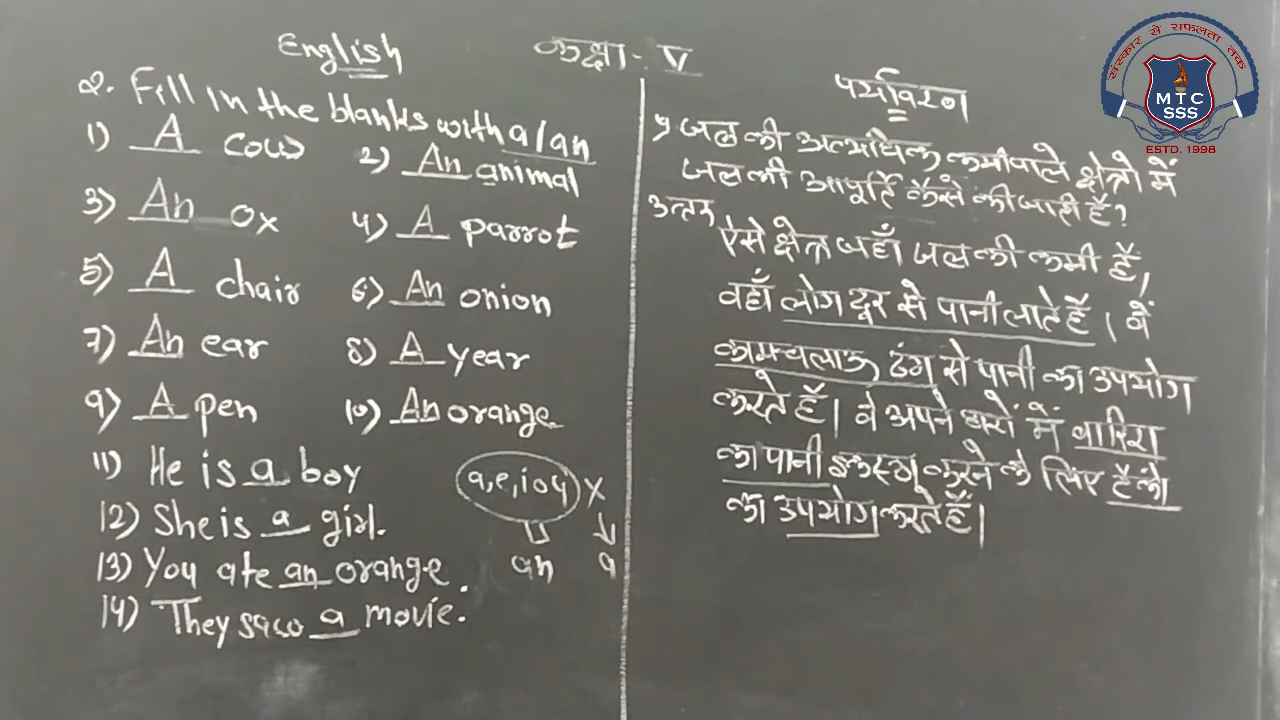 English
कक्षा - V
2. Fill in the blanks with a/an
1) A cow
2) An animal
3) An ox
4) A parrot
5) A chair
6) An onion
7) An ear
8) A year
9) A pen
10) An orange
11) He is a boy
12) She is a girl.
13) You ate an orange.
14) They saw a movie.
a, e, i o u X
an a
पर्यावरण
जल की अत्यधिक कमीवाले क्षेत्रो में
जल की आपूर्ति कैसे की जाती है?
उत्तर
ऐसे क्षेत्र जहाँ जल की कमी है,
वहाँ लोग दूर से पानी लाते है। वें
कामचलाऊ ढंग से पानी का उपयोग
करते है। वे अपने घरों में बारिश
का पानी इकट्ठा करने के लिए टैंको
का उपयोग करते हैं।
संस्कार से सफलता तक
MTC
SSS
ESTD. 1998